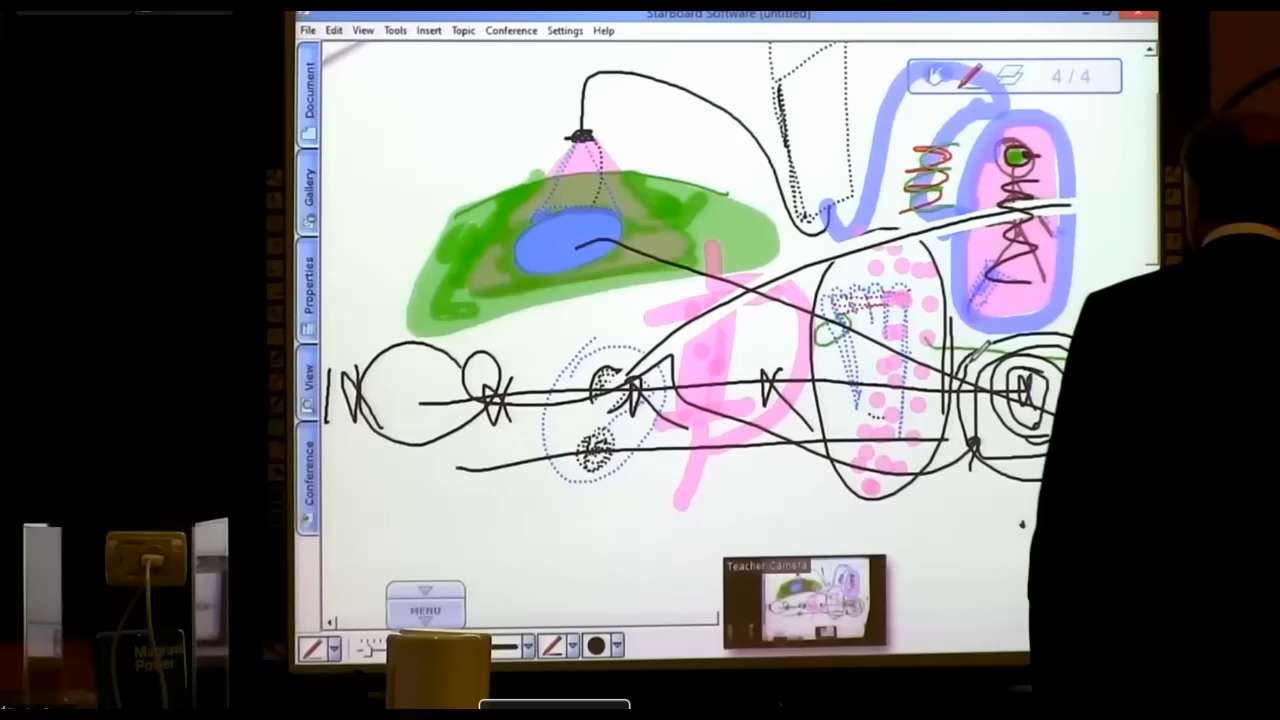 StarBoard Software [untitled]
File Edit View Tools Insert Topic Conference Settings Help
4 / 4
Document
Gallery
Properties
View
Conference
Teacher Camera
MENU
Power